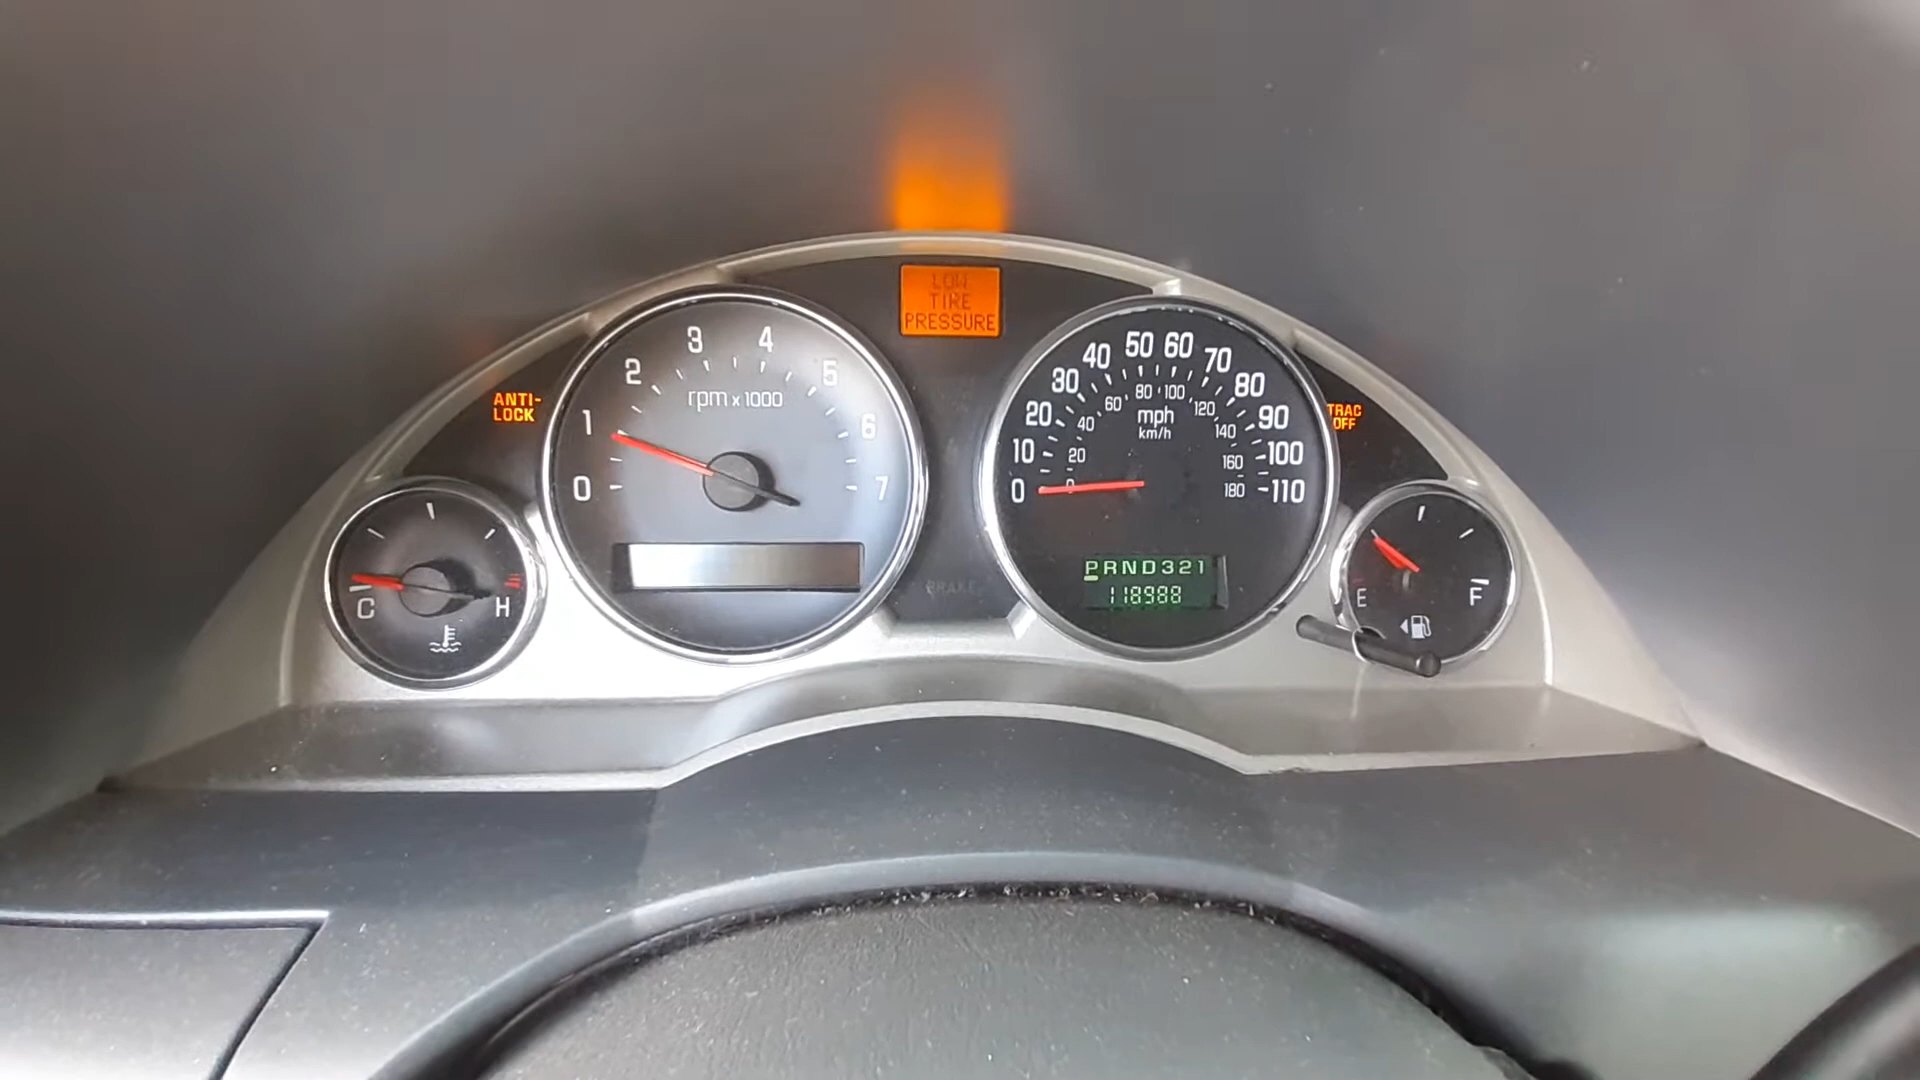 LOW
TIRE
PRESSURE
ANTI-
LOCK
0 1 2 3 4 5 6 7
rpm x 1000
0 10 20 30 40 50 60 70 80 90 100 110
0 20 40 60 80 100 120 140 160 180
mph
km/h
TRAC
OFF
C H
BRAKE
PRND321
118988
E F